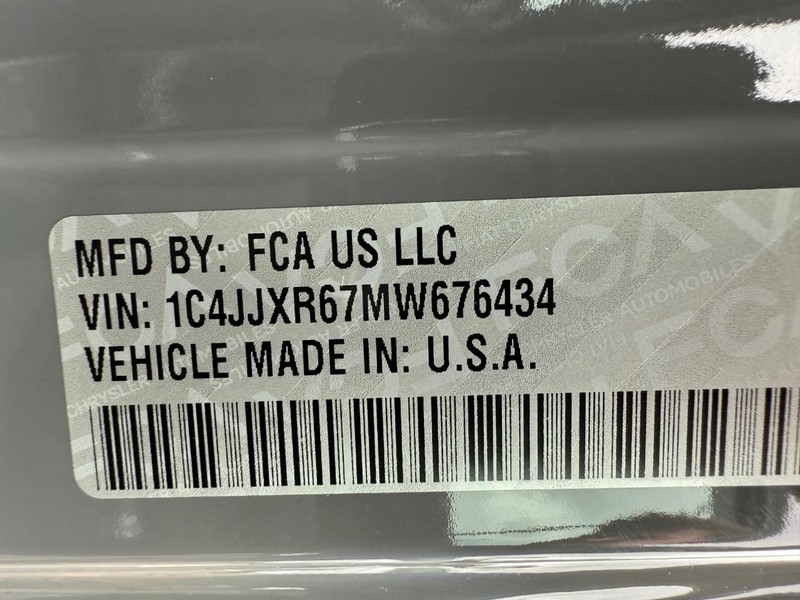 MFD BY: FCA US LLC
VIN: 1C4JJXR67MW676434
VEHICLE MADE IN: U.S.A.